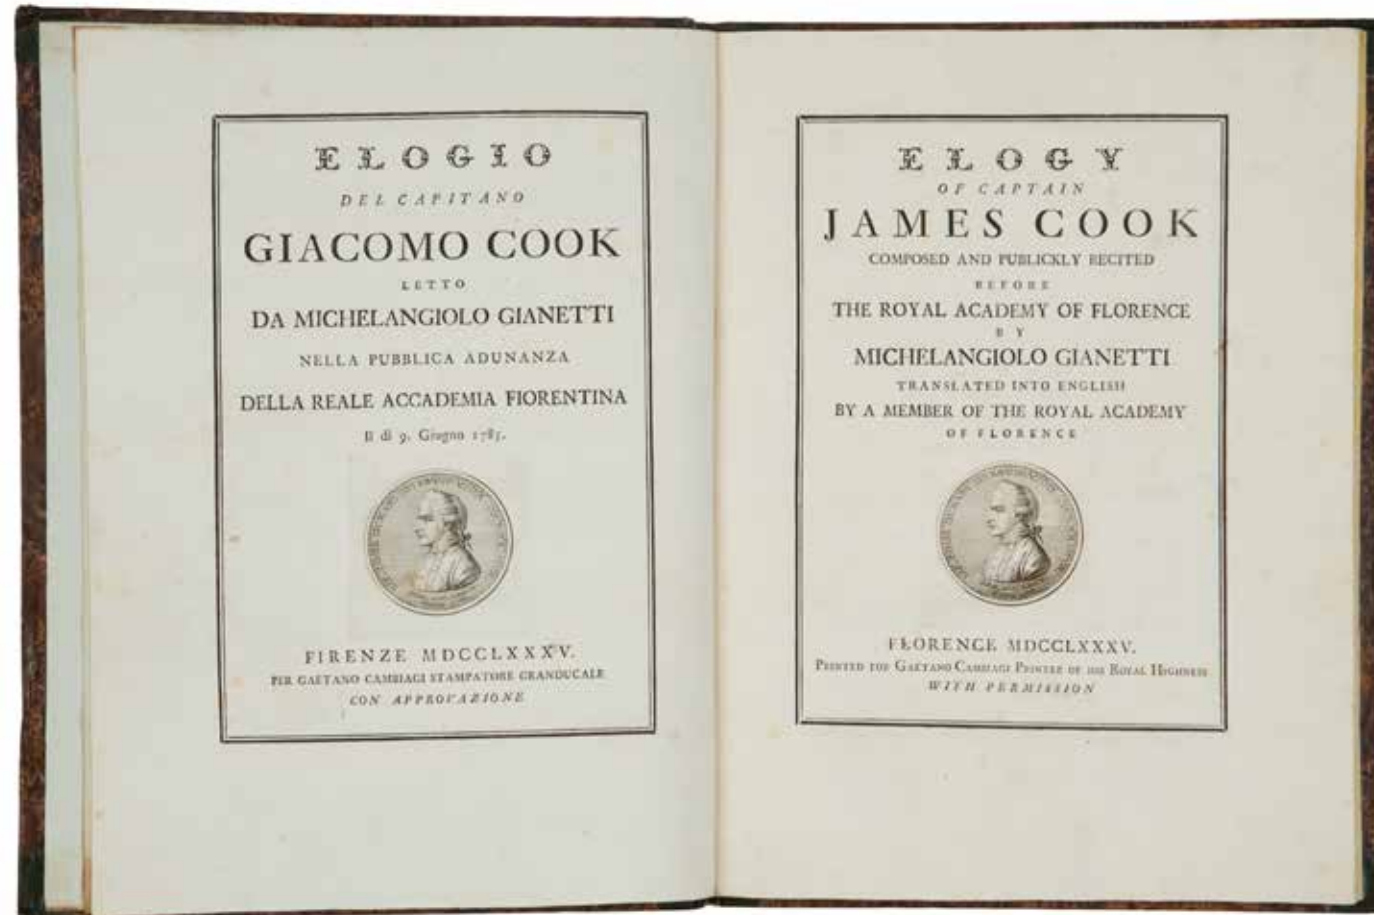 ELOGIO
DEL CAPITANO
GIACOMO COOK
LETTO
DA MICHELANGIOLO GIANETTI
NELLA PUBBLICA ADUNANZA
DELLA REALE ACCADEMIA FIORENTINA
Il dì 9. Giugno 1785.
FIRENZE MDCCLXXXV.
PER GAETANO CAMBIAGI STAMPATORE GRANDUCALE
CON APPROVAZIONE
ELOGY
OF CAPTAIN
JAMES COOK
COMPOSED AND PUBLICKLY RECITED
BEFORE
THE ROYAL ACADEMY OF FLORENCE
BY
MICHELANGIOLO GIANETTI
TRANSLATED INTO ENGLISH
BY A MEMBER OF THE ROYAL ACADEMY
OF FLORENCE
FLORENCE MDCCLXXXV.
PRINTED FOR GAETANO CAMBIAGI PRINTER OF HIS ROYAL HIGHNESS
WITH PERMISSION